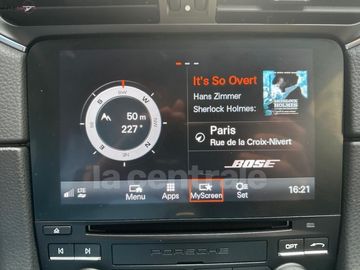 It's So Overt
Hans Zimmer
Sherlock Holmes:
50 m
227°
Paris
Rue de la Croix-Nivert
BOSE
la centrale
LTE
Menu
Apps
MyScreen
Set
16:21
PORSCHE
OPT